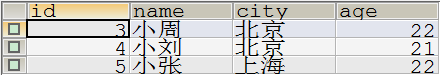 id name city age
3 小周 北京 22
4 小刘 北京 21
5 小张 上海 22